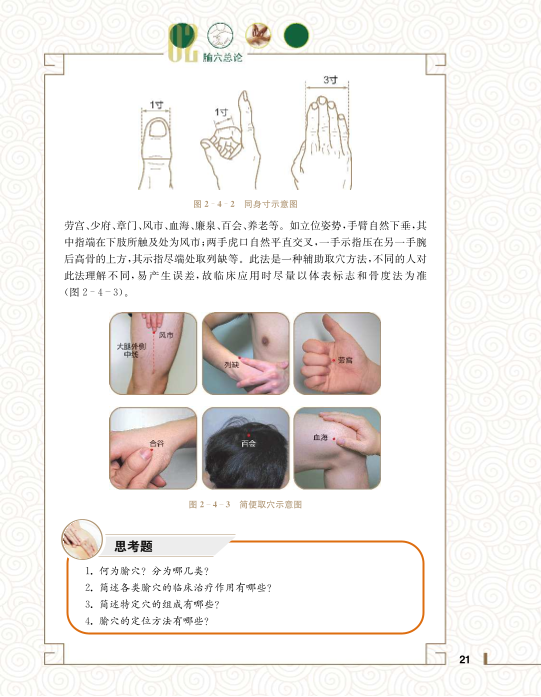 02
腧穴总论
1寸
1寸
3寸
图2-4-2 同身寸示意图
劳宫、少府、章门、风市、血海、廉泉、百会、养老等。如立位姿势,手臂自然下垂,其
中指端在下肢所触及处为风市;两手虎口自然平直交叉,一手示指压在另一手腕
后高骨的上方,其示指尽端处取列缺等。此法是一种辅助取穴方法,不同的人对
此法理解不同,易产生误差,故临床应用时尽量以体表标志和骨度法为准
(图2-4-3)。
风市
大腿外侧
中线
列缺
劳宫
合谷
百会
血海
图2-4-3 简便取穴示意图
思考题
1. 何为腧穴?分为哪几类?
2. 简述各类腧穴的临床治疗作用有哪些?
3. 简述特定穴的组成有哪些?
4. 腧穴的定位方法有哪些?
21